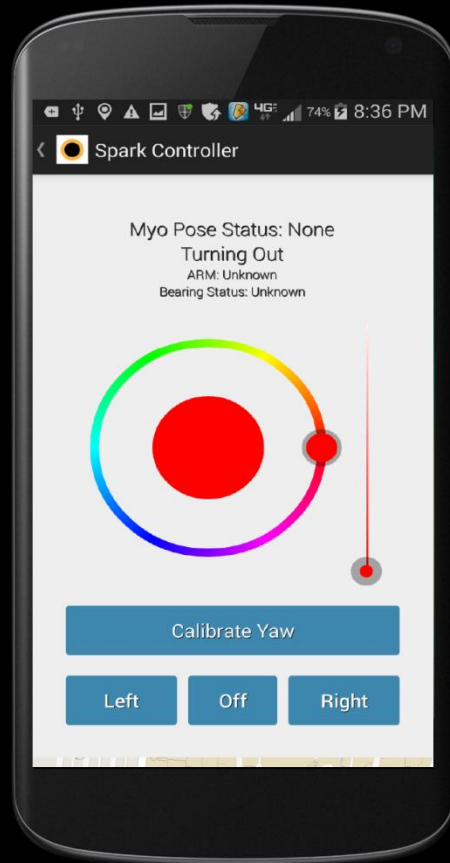 4G 74% 8:36 PM
Spark Controller
Myo Pose Status: None
Turning Out
ARM: Unknown
Bearing Status: Unknown
Calibrate Yaw
Left Off Right